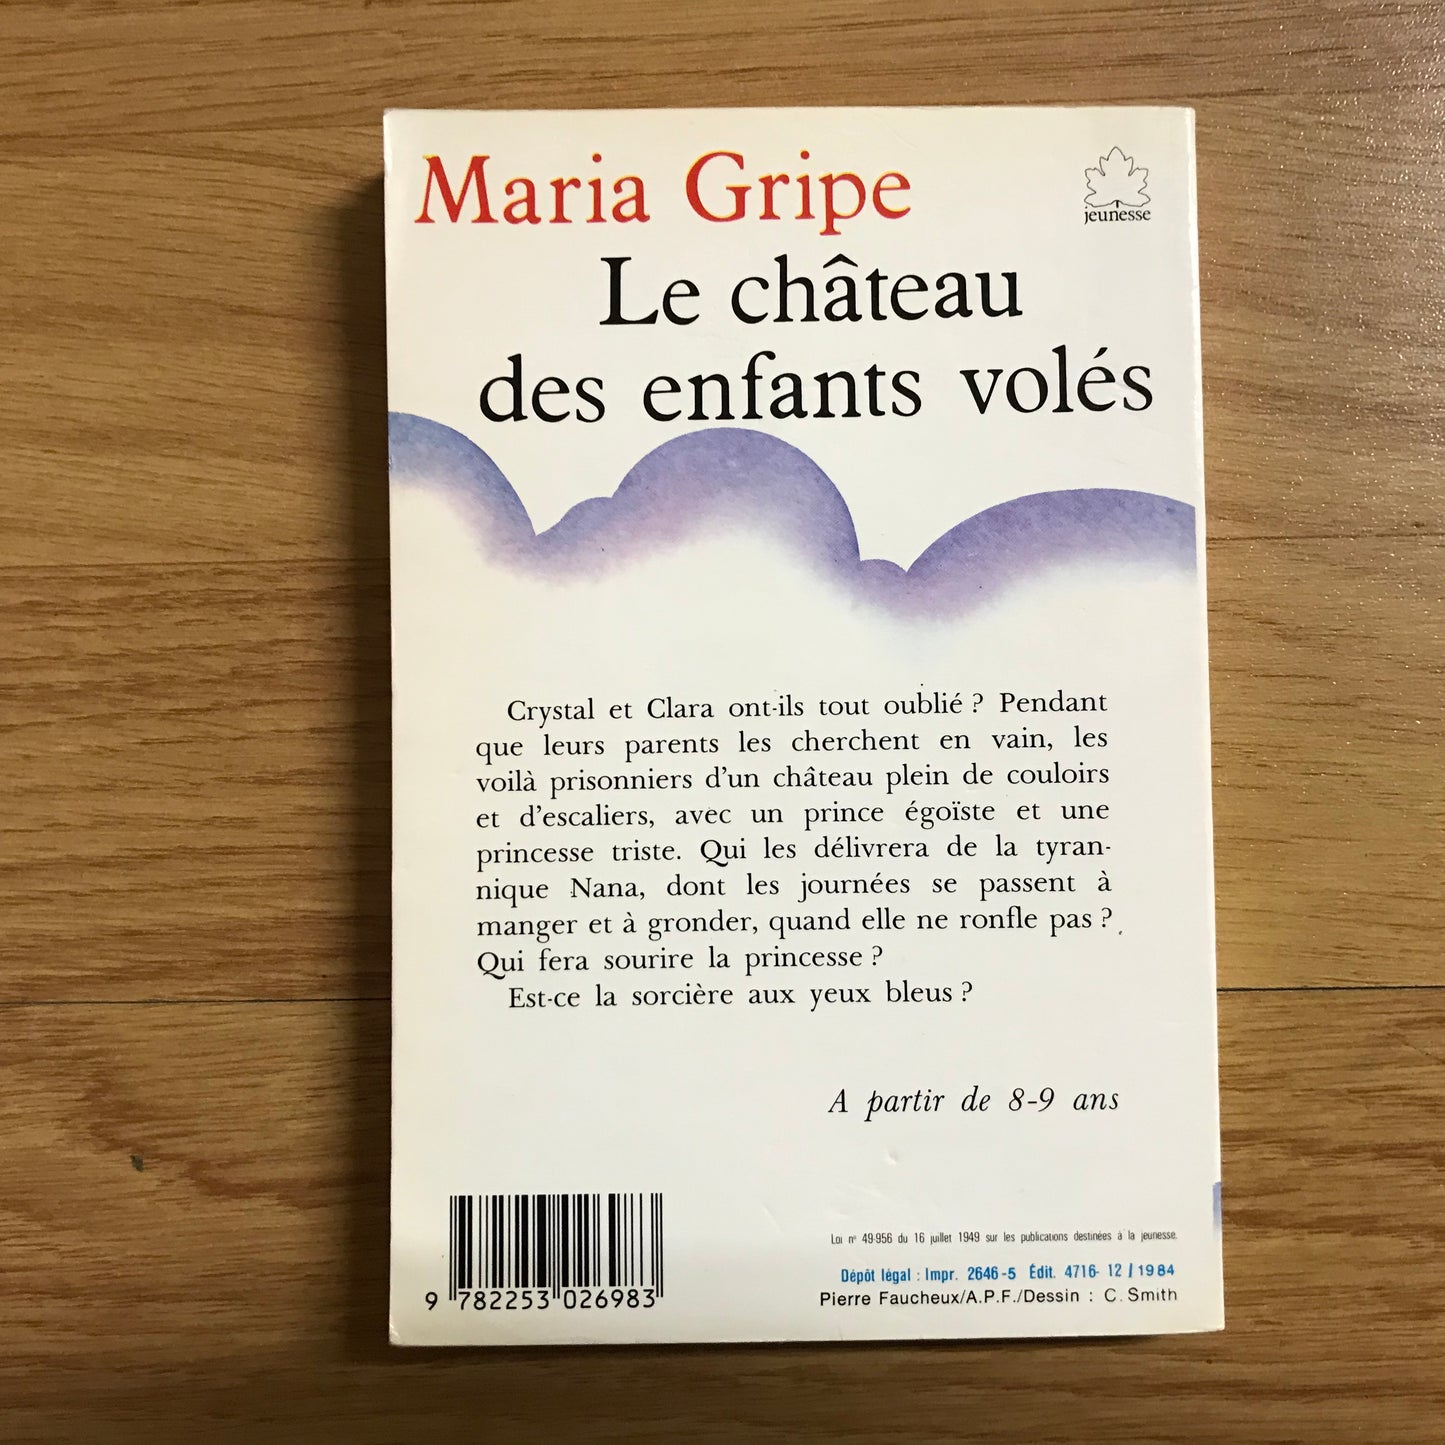 Maria Gripe
jeunesse
Le château
des enfants volés
Crystal et Clara ont-ils tout oublié ? Pendant
que leurs parents les cherchent en vain, les
voilà prisonniers d'un château plein de couloirs
et d'escaliers, avec un prince égoïste et une
princesse triste. Qui les délivrera de la tyran-
nique Nana, dont les journées se passent à
manger et à gronder, quand elle ne ronfle pas ?
Qui fera sourire la princesse ?
Est-ce la sorcière aux yeux bleus ?
A partir de 8-9 ans
Loi n° 49-956 du 16 juillet 1949 sur les publications destinées à la jeunesse.
Dépôt légal : Impr. 2646-5 Édit. 4716- 12 / 1984
Pierre Faucheux/A.P.F./Dessin : C. Smith
9 782253 026983